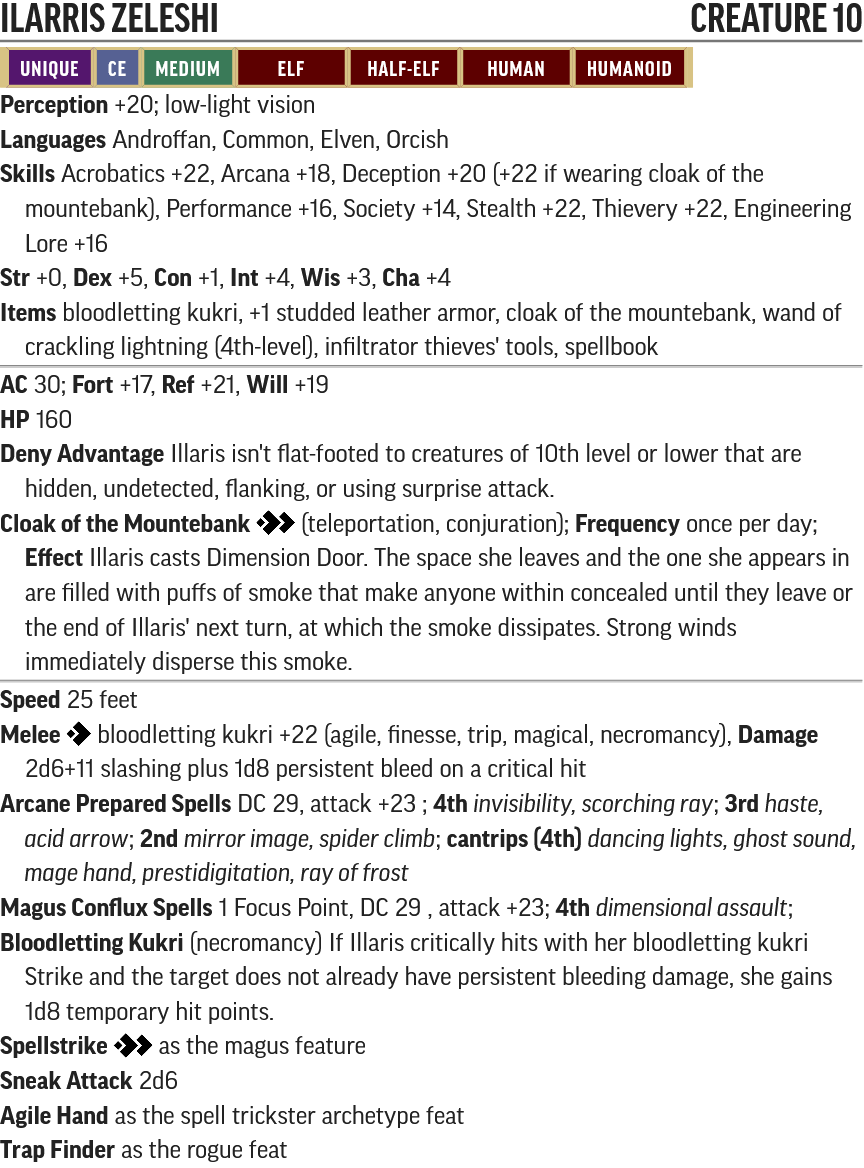 ILARRIS ZELESHI CREATURE 10
UNIQUE CE MEDIUM ELF HALF-ELF HUMAN HUMANOID
Perception +20; low-light vision
Languages Androffan, Common, Elven, Orcish
Skills Acrobatics +22, Arcana +18, Deception +20 (+22 if wearing cloak of the
mountebank), Performance +16, Society +14, Stealth +22, Thievery +22, Engineering
Lore +16
Str +0, Dex +5, Con +1, Int +4, Wis +3, Cha +4
Items bloodletting kukri, +1 studded leather armor, cloak of the mountebank, wand of
crackling lightning (4th-level), infiltrator thieves' tools, spellbook
AC 30; Fort +17, Ref +21, Will +19
HP 160
Deny Advantage Illaris isn't flat-footed to creatures of 10th level or lower that are
hidden, undetected, flanking, or using surprise attack.
Cloak of the Mountebank (teleportation, conjuration); Frequency once per day;
Effect Illaris casts Dimension Door. The space she leaves and the one she appears in
are filled with puffs of smoke that make anyone within concealed until they leave or
the end of Illaris' next turn, at which the smoke dissipates. Strong winds
immediately disperse this smoke.
Speed 25 feet
Melee bloodletting kukri +22 (agile, finesse, trip, magical, necromancy), Damage
2d6+11 slashing plus 1d8 persistent bleed on a critical hit
Arcane Prepared Spells DC 29, attack +23 ; 4th invisibility, scorching ray; 3rd haste,
acid arrow; 2nd mirror image, spider climb; cantrips (4th) dancing lights, ghost sound,
mage hand, prestidigitation, ray of frost
Magus Conflux Spells 1 Focus Point, DC 29 , attack +23; 4th dimensional assault;
Bloodletting Kukri (necromancy) If Illaris critically hits with her bloodletting kukri
Strike and the target does not already have persistent bleeding damage, she gains
1d8 temporary hit points.
Spellstrike as the magus feature
Sneak Attack 2d6
Agile Hand as the spell trickster archetype feat
Trap Finder as the rogue feat